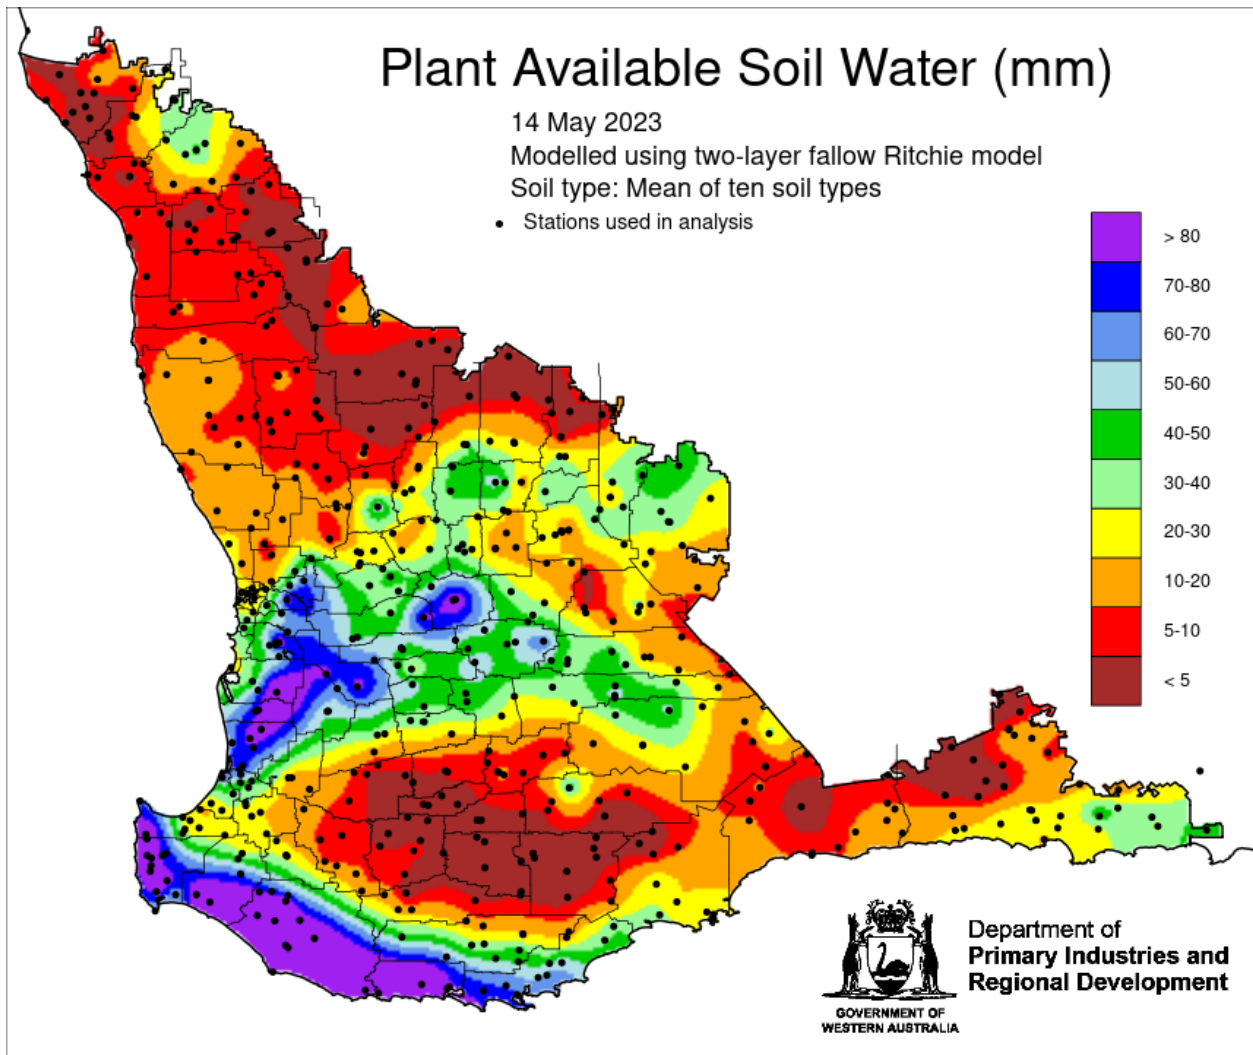 Plant Available Soil Water (mm)
14 May 2023
Modelled using two-layer fallow Ritchie model
Soil type: Mean of ten soil types
Stations used in analysis
> 80
70-80
60-70
50-60
40-50
30-40
20-30
10-20
5-10
< 5
Department of
Primary Industries and
Regional Development
GOVERNMENT OF
WESTERN AUSTRALIA